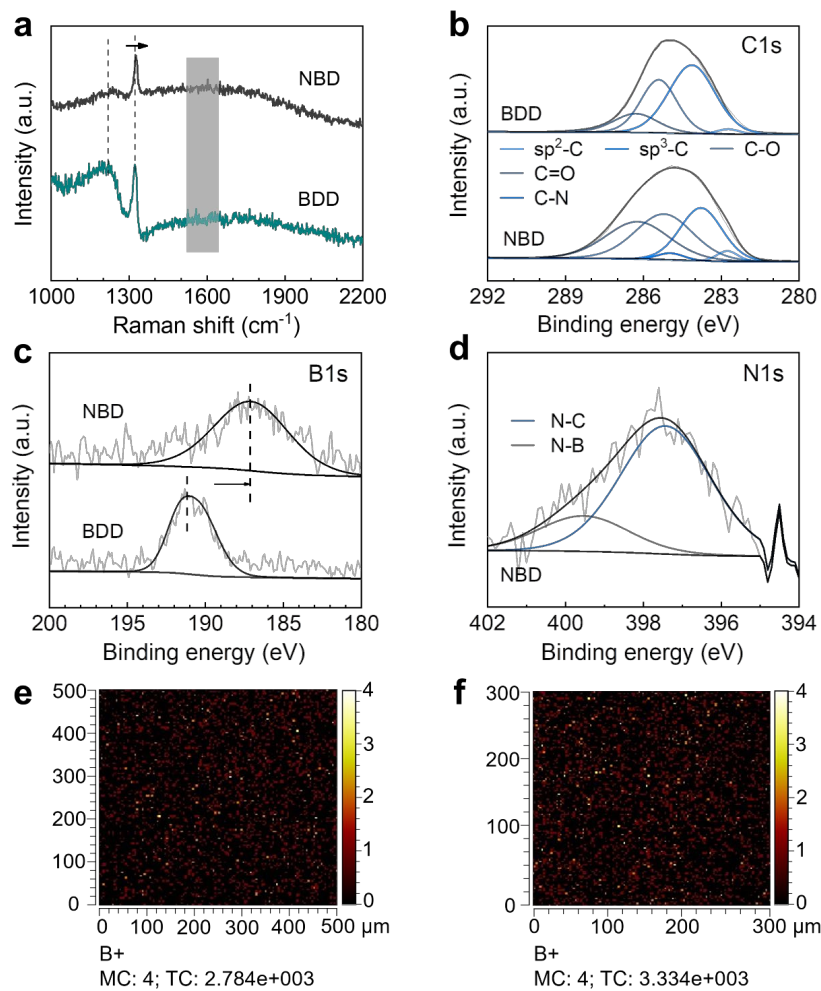 a
Intensity (a.u.)
NBD
BDD
1000 1300 1600 1900 2200
Raman shift (cm⁻¹)
b
Intensity (a.u.)
C1s
BDD
sp²-C sp³-C C-O
C=O
C-N
NBD
292 289 286 283 280
Binding energy (eV)
c
Intensity (a.u.)
B1s
NBD
BDD
200 195 190 185 180
Binding energy (eV)
d
Intensity (a.u.)
N1s
N-C
N-B
NBD
402 400 398 396 394
Binding energy (eV)
e
500
400
300
200
100
0
4
3
2
1
0
0 100 200 300 400 500 μm
B+
MC: 4; TC: 2.784e+003
f
300
200
100
0
4
3
2
1
0
0 100 200 300 μm
B+
MC: 4; TC: 3.334e+003